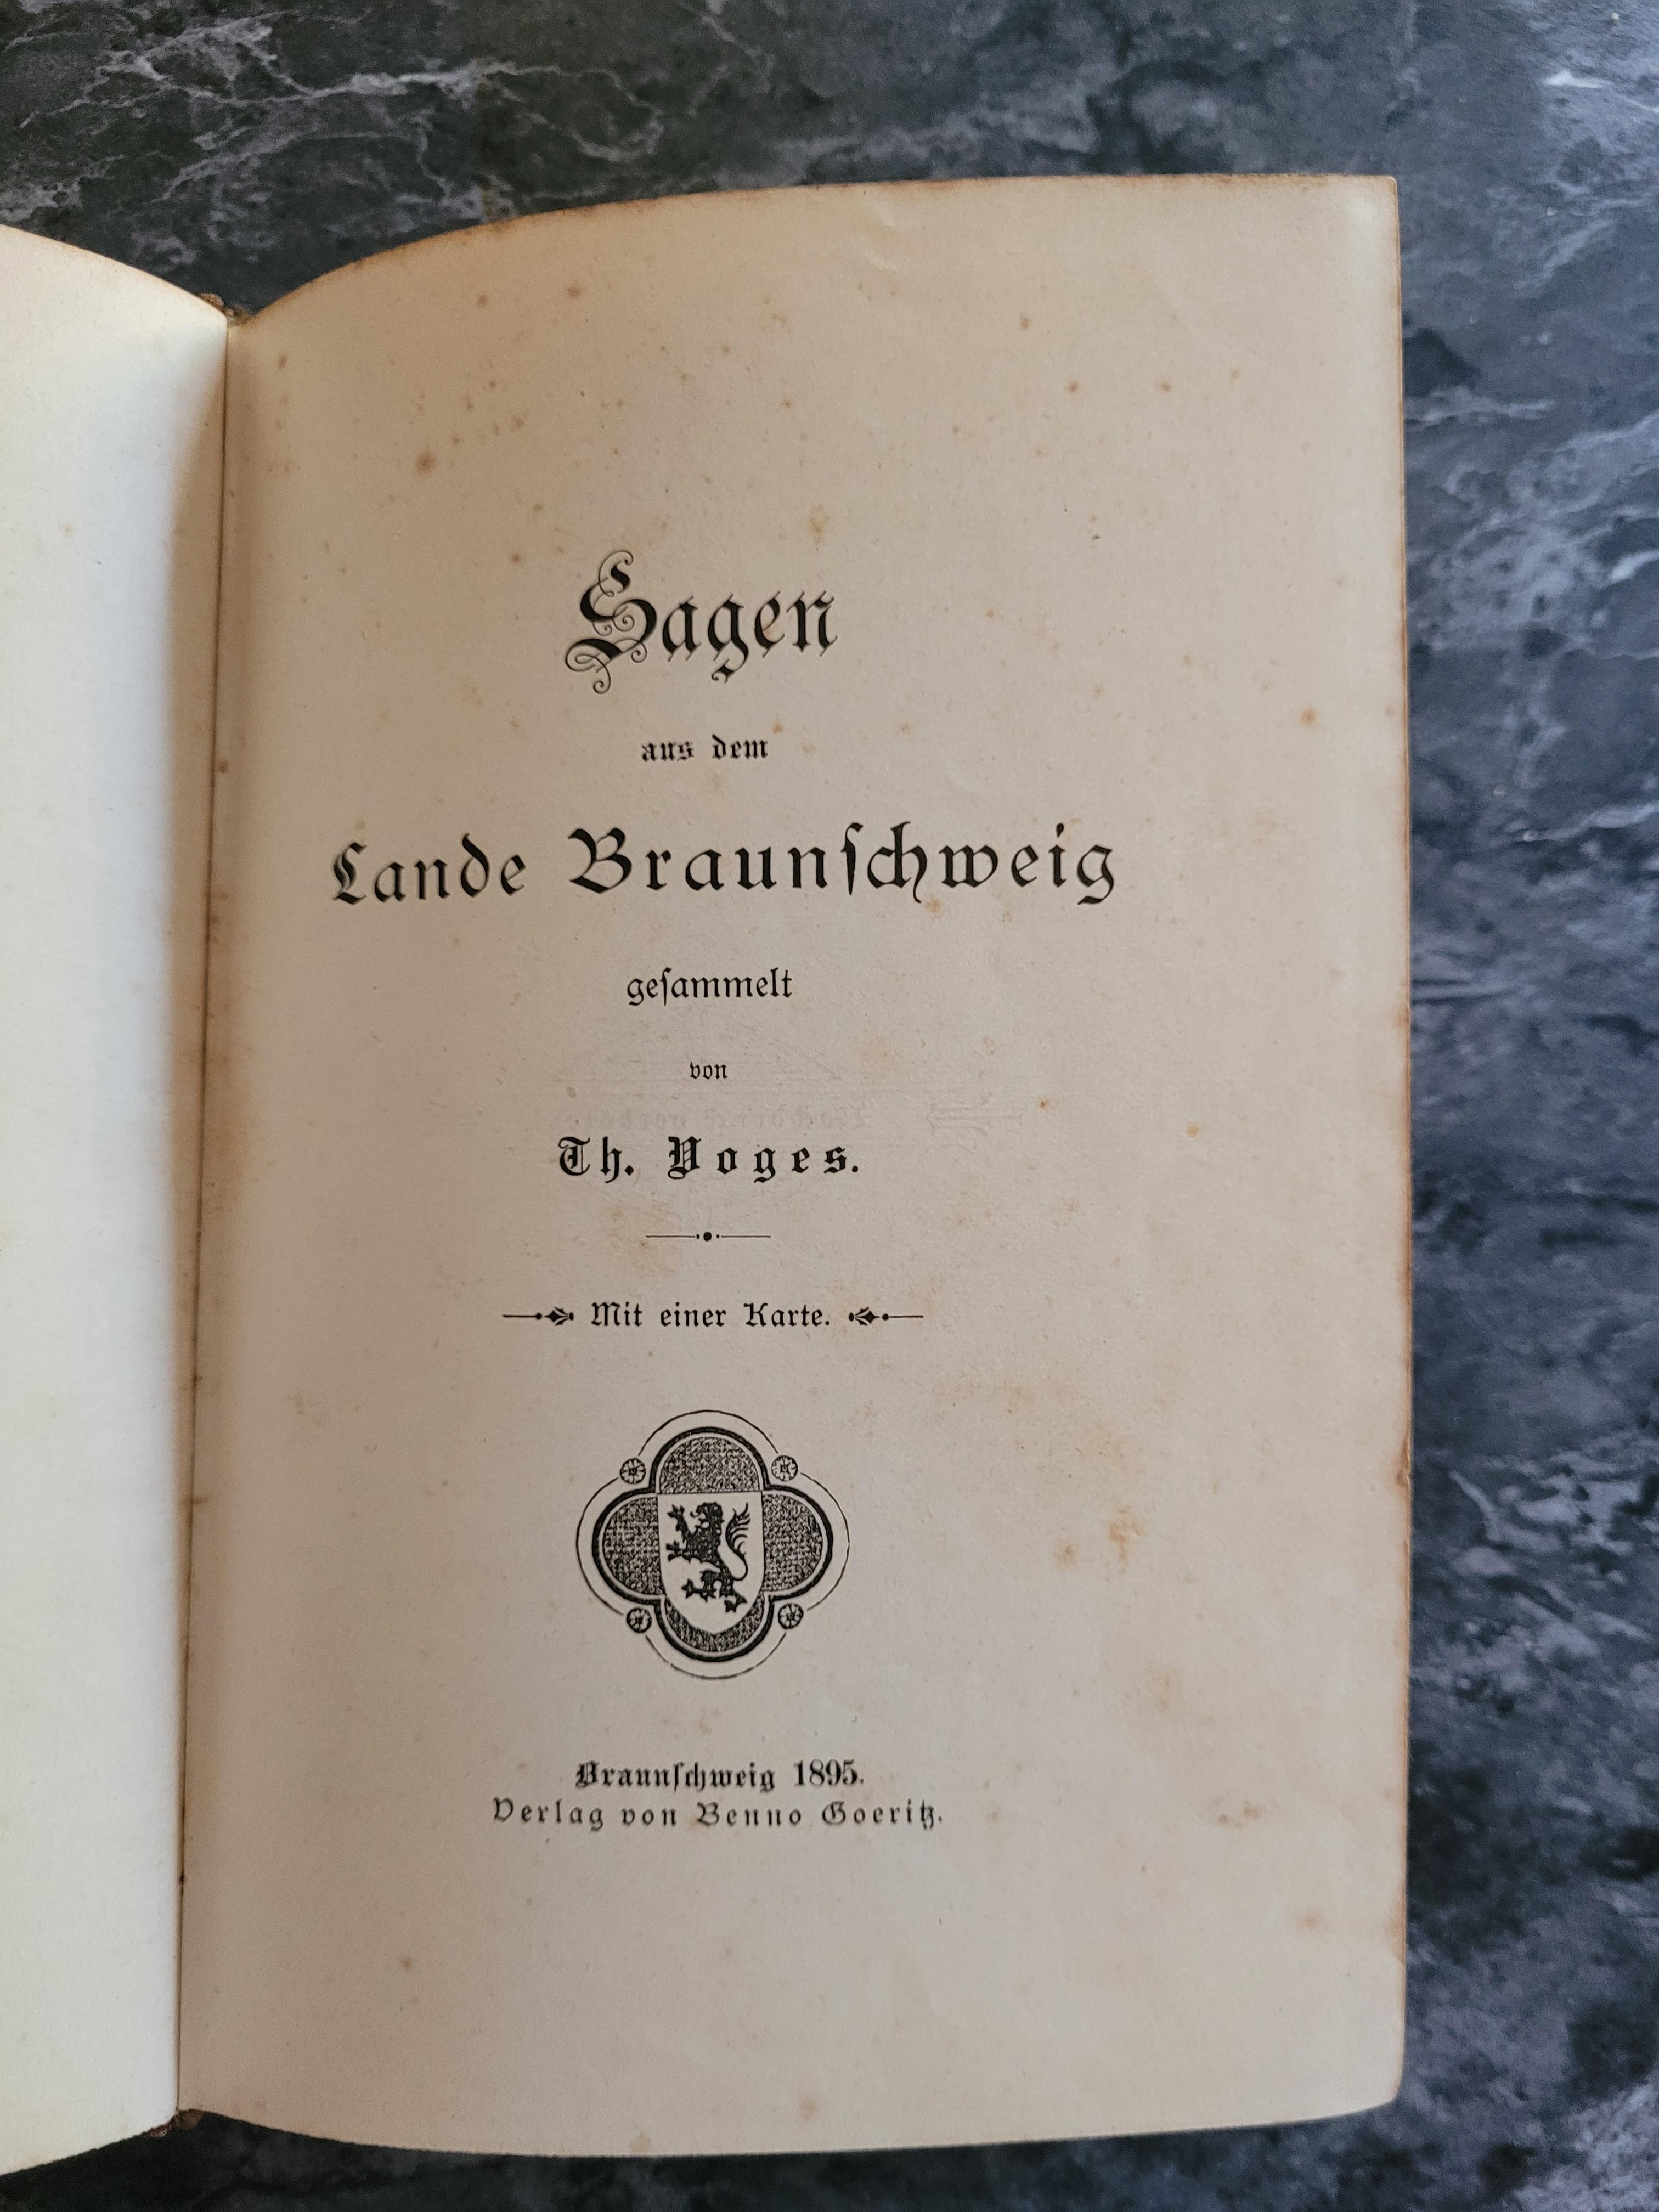 Sagen
aus dem
Lande Braunſchweig
geſammelt
von
Th. Voges.
Mit einer Karte.
Braunſchweig 1895.
Verlag von Benno Goeritz.